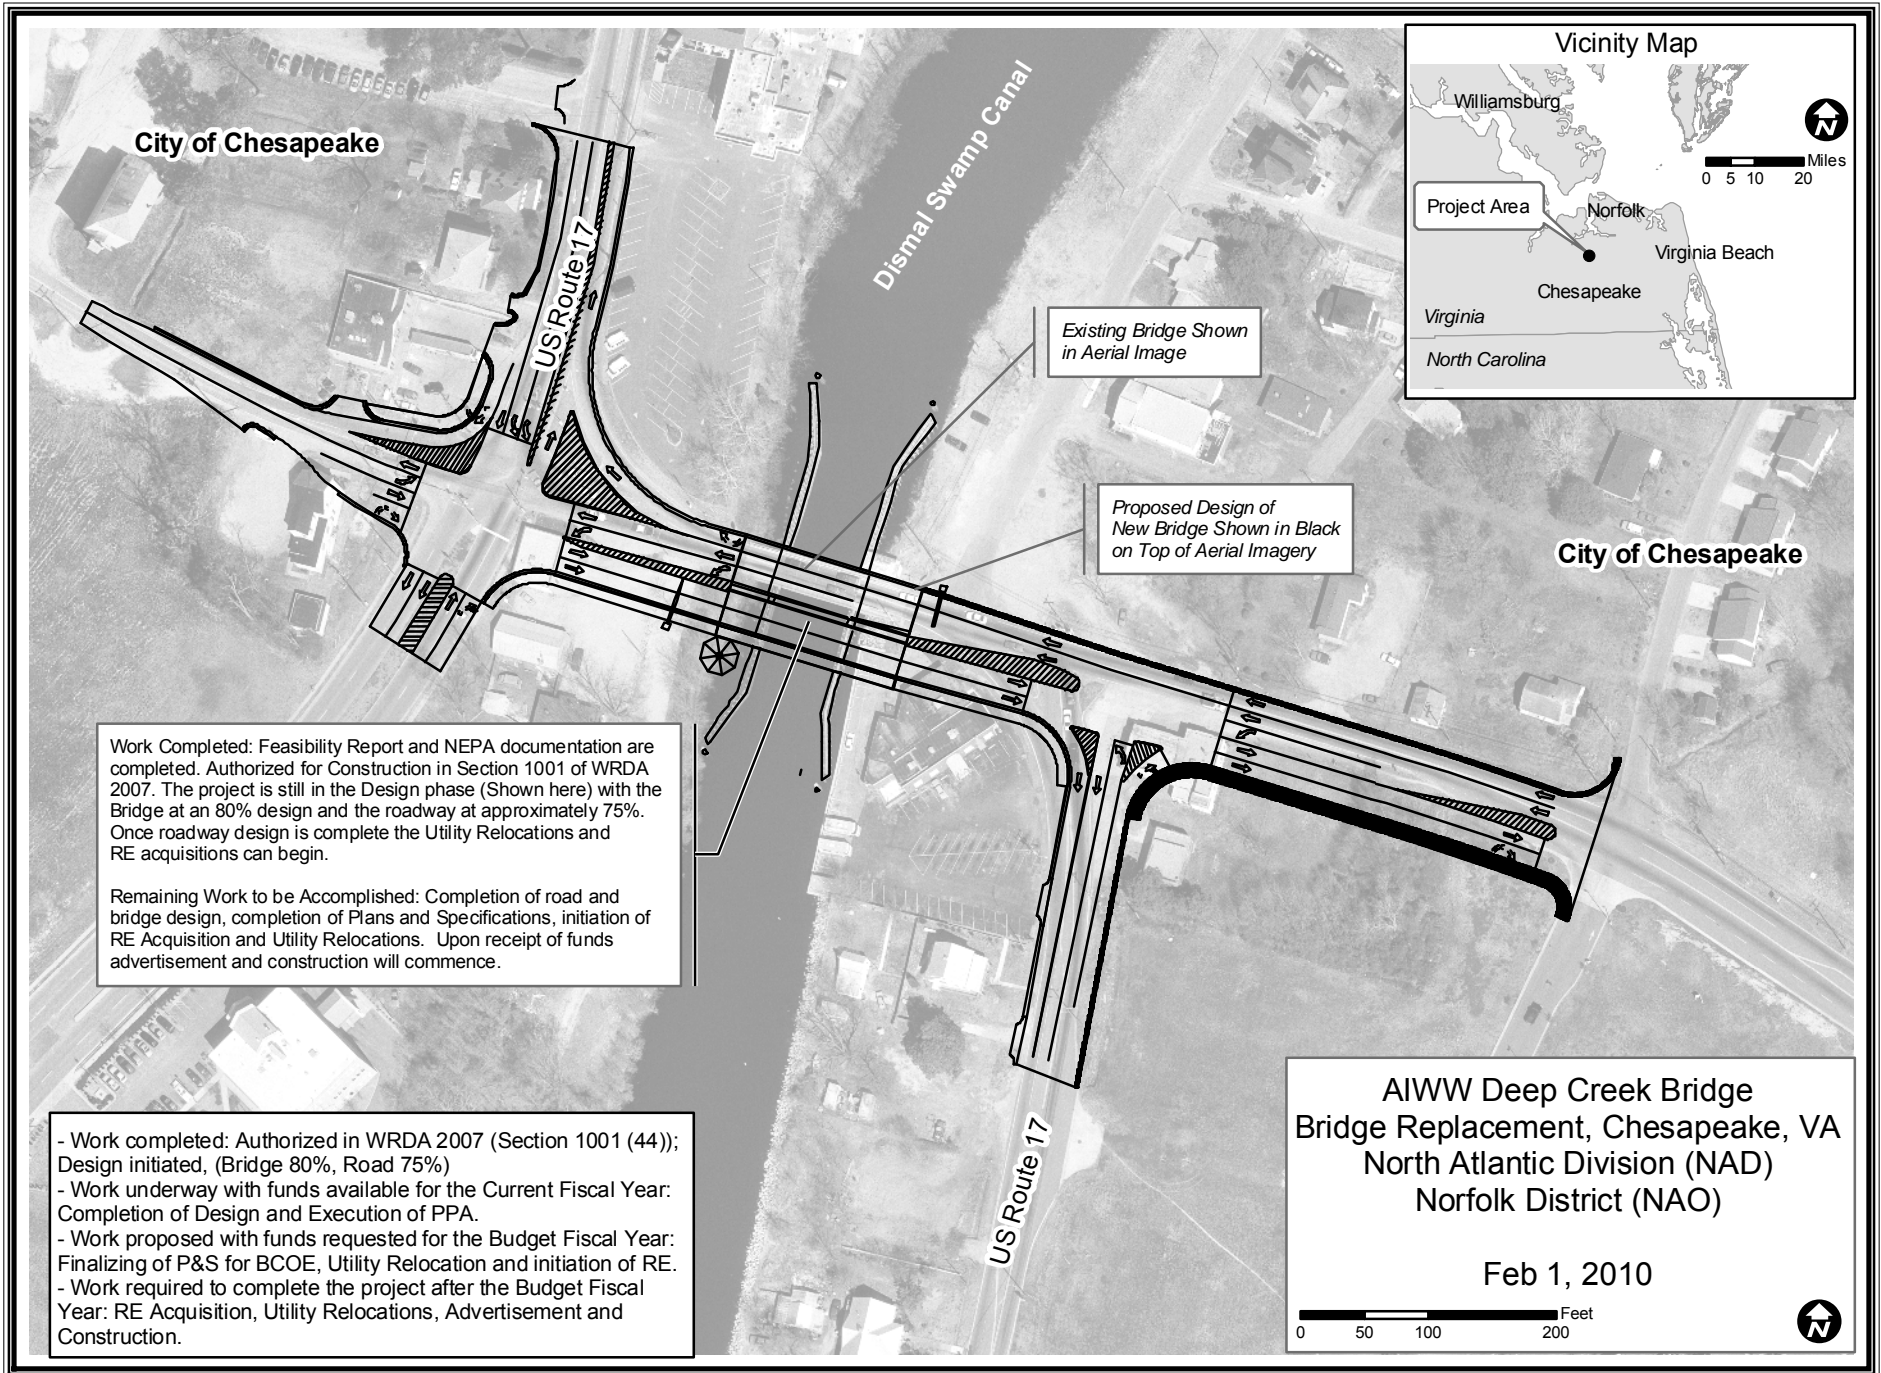 City of Chesapeake
US Route 17
Dismal Swamp Canal
Vicinity Map
Williamsburg
N
Miles
0 5 10 20
Project Area
Norfolk
Virginia Beach
Chesapeake
Virginia
North Carolina
Existing Bridge Shown
in Aerial Image
Proposed Design of
New Bridge Shown in Black
on Top of Aerial Imagery
City of Chesapeake
Work Completed: Feasibility Report and NEPA documentation are
completed. Authorized for Construction in Section 1001 of WRDA
2007. The project is still in the Design phase (Shown here) with the
Bridge at an 80% design and the roadway at approximately 75%.
Once roadway design is complete the Utility Relocations and
RE acquisitions can begin.
Remaining Work to be Accomplished: Completion of road and
bridge design, completion of Plans and Specifications, initiation of
RE Acquisition and Utility Relocations. Upon receipt of funds
advertisement and construction will commence.
- Work completed: Authorized in WRDA 2007 (Section 1001 (44));
Design initiated, (Bridge 80%, Road 75%)
- Work underway with funds available for the Current Fiscal Year:
Completion of Design and Execution of PPA.
- Work proposed with funds requested for the Budget Fiscal Year:
Finalizing of P&S for BCOE, Utility Relocation and initiation of RE.
- Work required to complete the project after the Budget Fiscal
Year: RE Acquisition, Utility Relocations, Advertisement and
Construction.
US Route 17
AIWW Deep Creek Bridge
Bridge Replacement, Chesapeake, VA
North Atlantic Division (NAD)
Norfolk District (NAO)
Feb 1, 2010
Feet
0 50 100 200
N